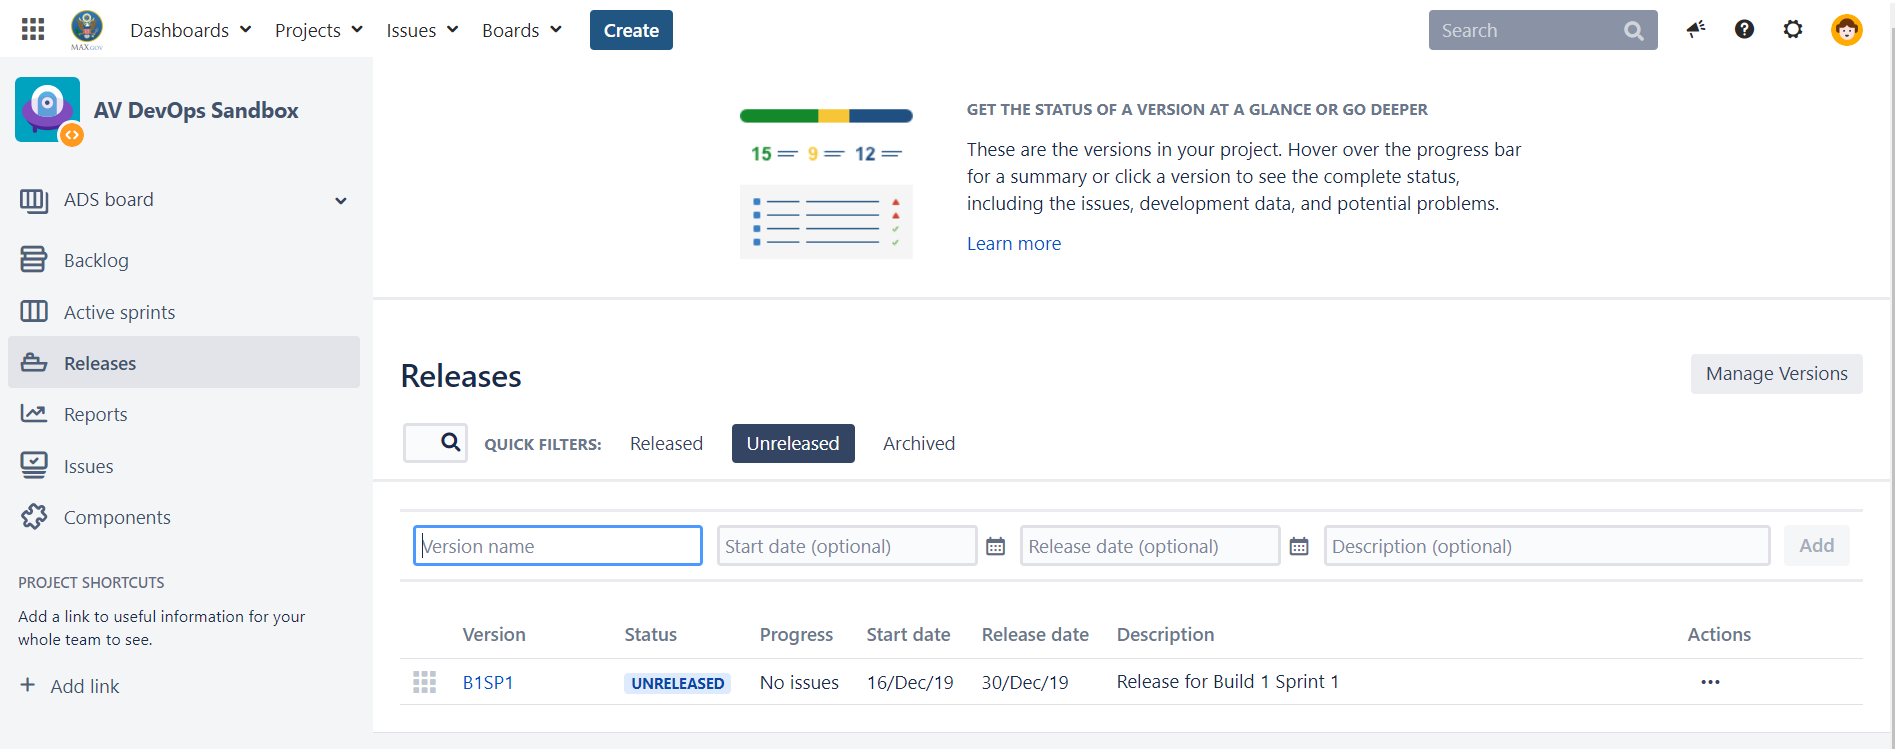 Dashboards Projects Issues Boards Create Search
MAX.GOV
AV DevOps Sandbox
ADS board
Backlog
Active sprints
Releases
Reports
Issues
Components
PROJECT SHORTCUTS
Add a link to useful information for your
whole team to see.
+ Add link
15 9 12
GET THE STATUS OF A VERSION AT A GLANCE OR GO DEEPER
These are the versions in your project. Hover over the progress bar
for a summary or click a version to see the complete status,
including the issues, development data, and potential problems.
Learn more
Releases
Manage Versions
QUICK FILTERS: Released Unreleased Archived
Version name Start date (optional) Release date (optional) Description (optional) Add
Version Status Progress Start date Release date Description Actions
B1SP1 UNRELEASED No issues 16/Dec/19 30/Dec/19 Release for Build 1 Sprint 1 ···